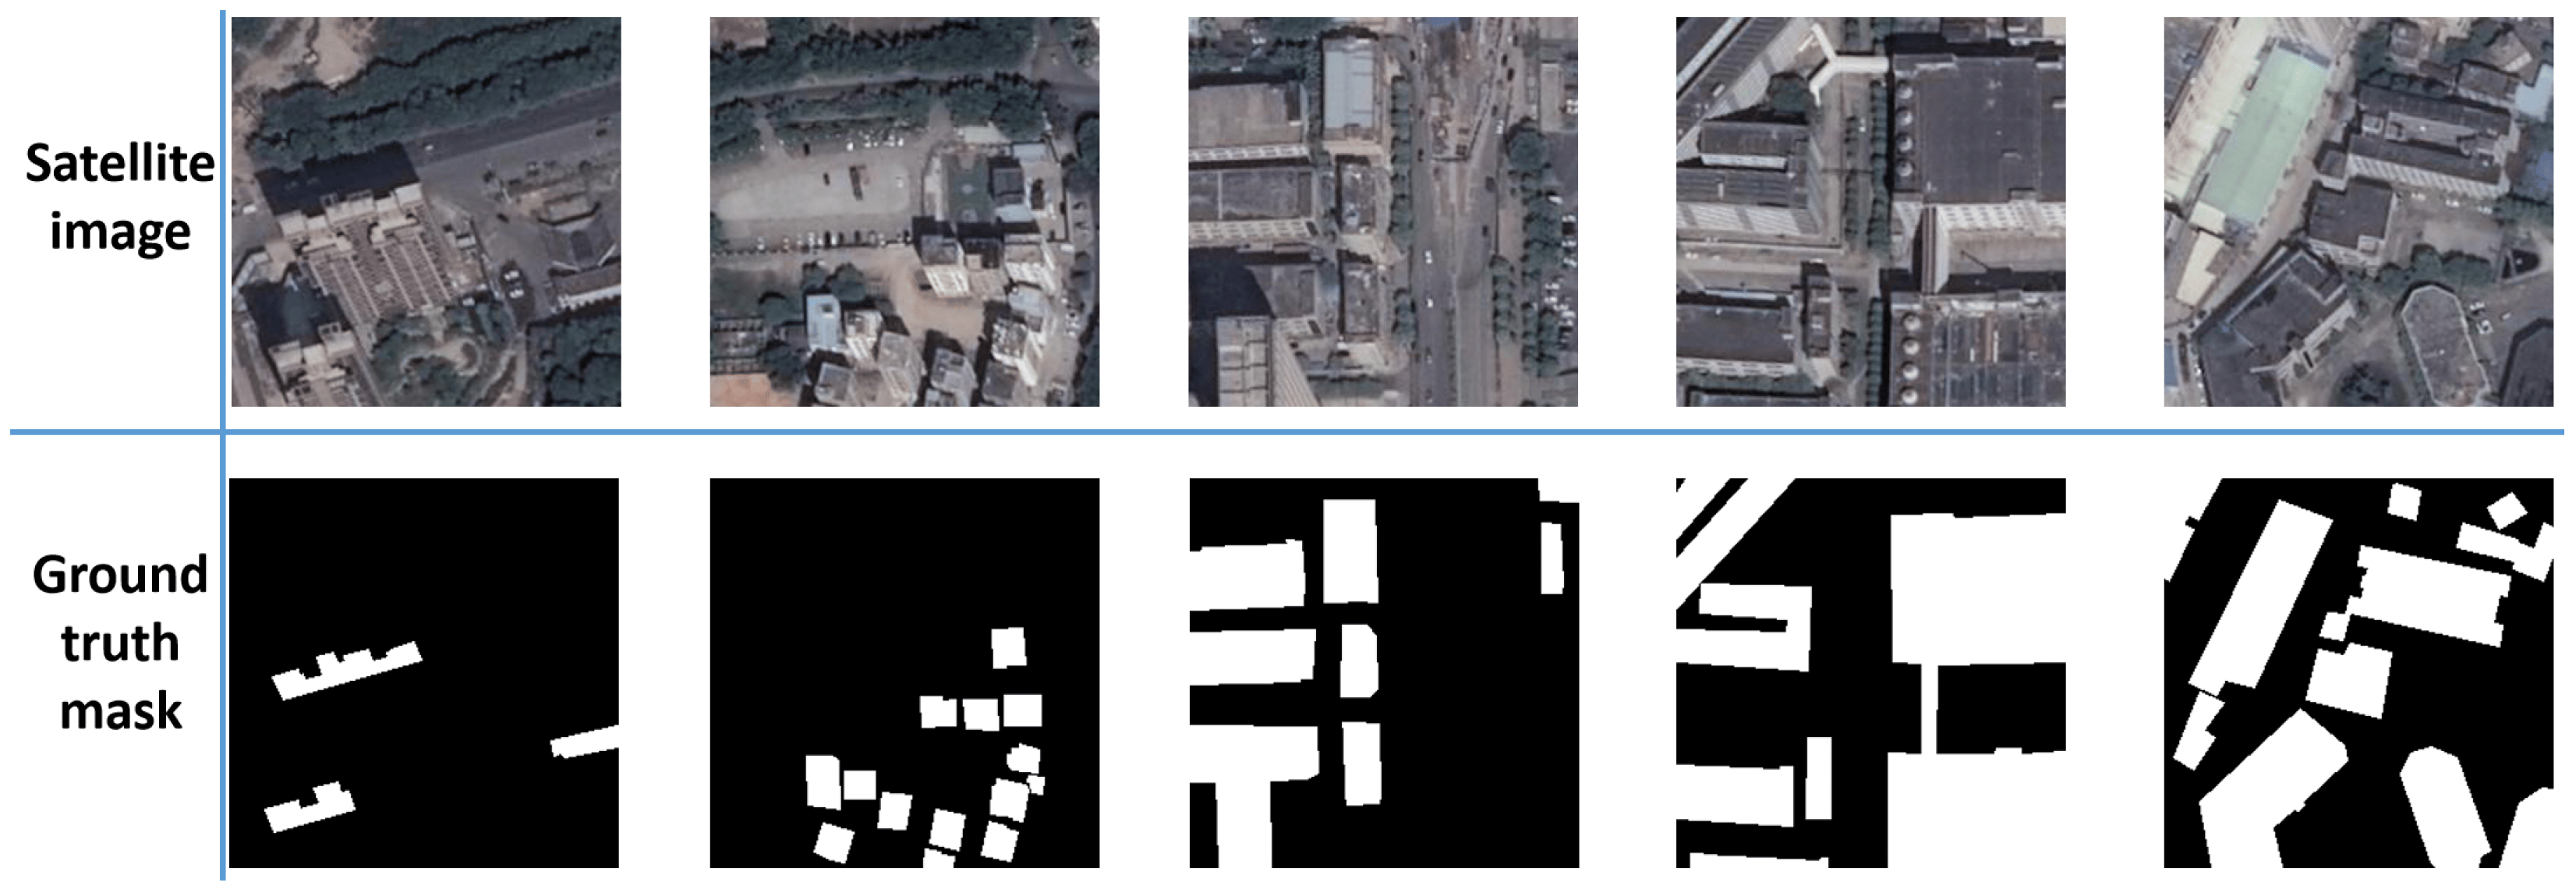 Satellite
image
Ground
truth
mask